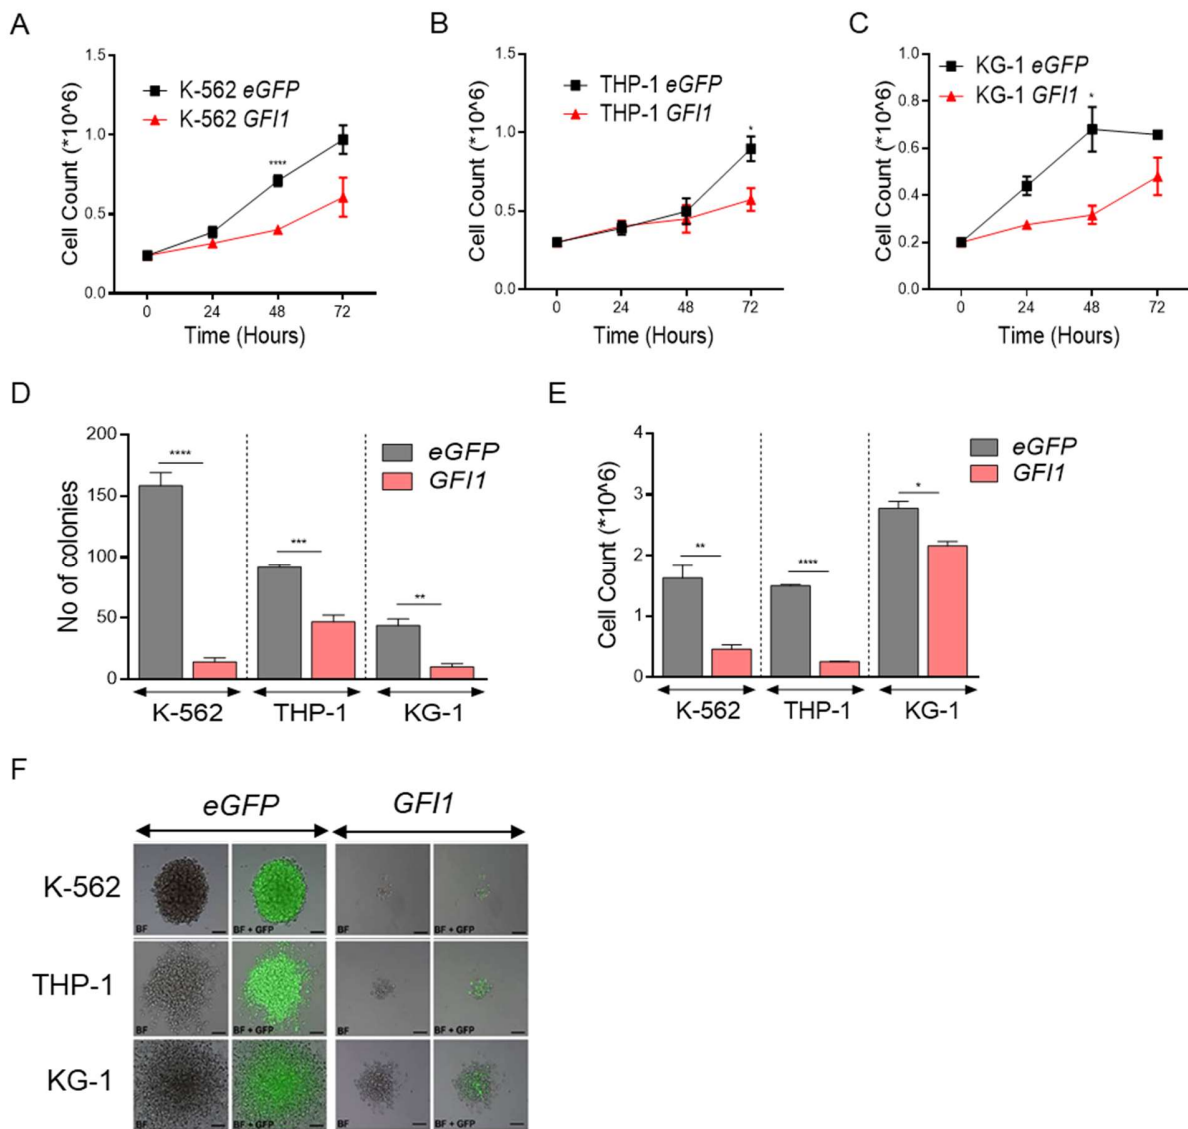 A
1.5
1.0
0.5
0.0
Cell Count (*10^6)
K-562 eGFP
K-562 GFI1
****
0
24
48
72
Time (Hours)
B
1.5
1.0
0.5
0.0
Cell Count (*10^6)
THP-1 eGFP
THP-1 GFI1
*
0
24
48
72
Time (Hours)
C
1.0
0.8
0.6
0.4
0.2
0.0
Cell Count (*10^6)
KG-1 eGFP
KG-1 GFI1
*
0
24
48
72
Time (Hours)
D
200
150
100
50
0
No of colonies
****
***
**
eGFP
GFI1
K-562
THP-1
KG-1
E
4
3
2
1
0
Cell Count (*10^6)
**
****
*
eGFP
GFI1
K-562
THP-1
KG-1
F
eGFP
GFI1
K-562
BF
BF + GFP
BF
BF + GFP
THP-1
BF
BF + GFP
BF
BF + GFP
KG-1
BF
BF + GFP
BF
BF + GFP